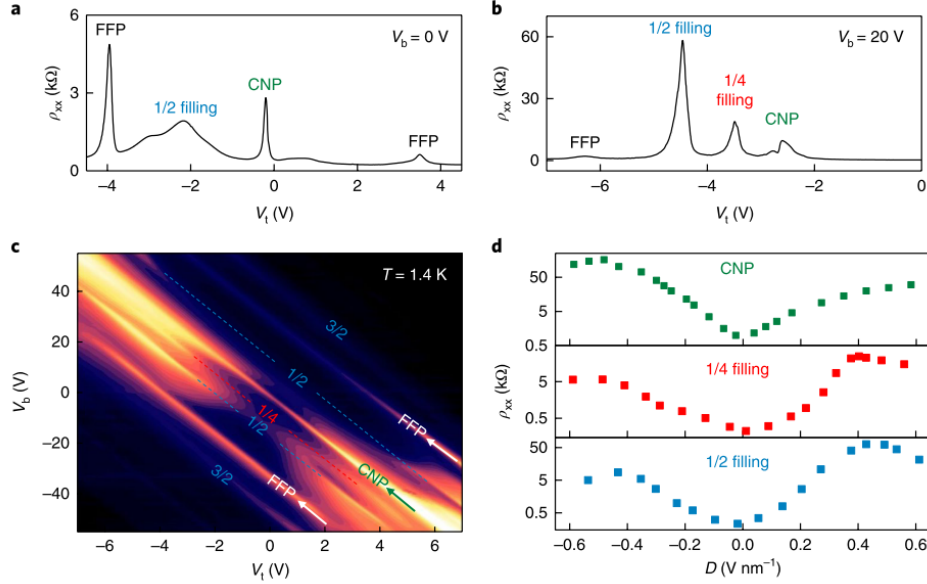 a
6
3
0
ρxx (kΩ)
FFP
1/2 filling
CNP
FFP
Vb = 0 V
−4
−2
0
2
4
Vt (V)
b
60
30
0
ρxx (kΩ)
FFP
1/2 filling
1/4
filling
CNP
Vb = 20 V
−6
−4
−2
0
Vt (V)
c
40
20
0
−20
−40
Vb (V)
T = 1.4 K
3/2
1/2
1/4
1/2
3/2
FFP
CNP
FFP
−6
−4
−2
0
2
4
6
Vt (V)
d
CNP
50
5
0.5
1/4 filling
5
0.5
1/2 filling
50
5
0.5
ρxx (kΩ)
−0.6
−0.4
−0.2
0.0
0.2
0.4
0.6
D (V nm−1)